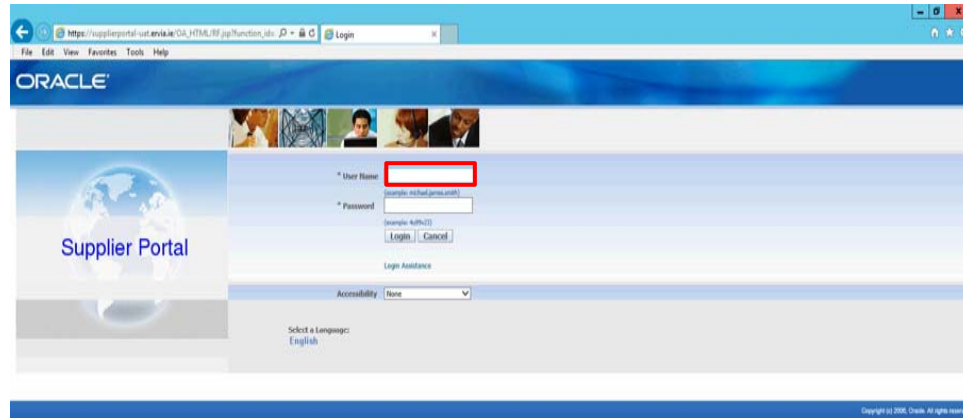 https://supplierportal-uat.ervia.ie/OA_HTML/RF.jsp?function_id=
Login
File Edit View Favorites Tools Help
ORACLE
* User Name
(example: michael.james.smith)
* Password
(example: 4u99v23)
Login Cancel
Supplier Portal
Login Assistance
Accessibility None
Select a Language:
English
Copyright (c) 2006, Oracle. All rights